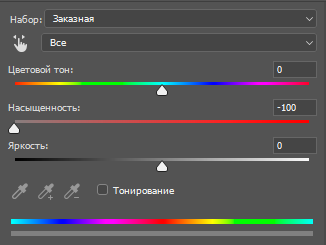 Набор: Заказная
Все
Цветовой тон: 0
Насыщенность: -100
Яркость: 0
Тонирование